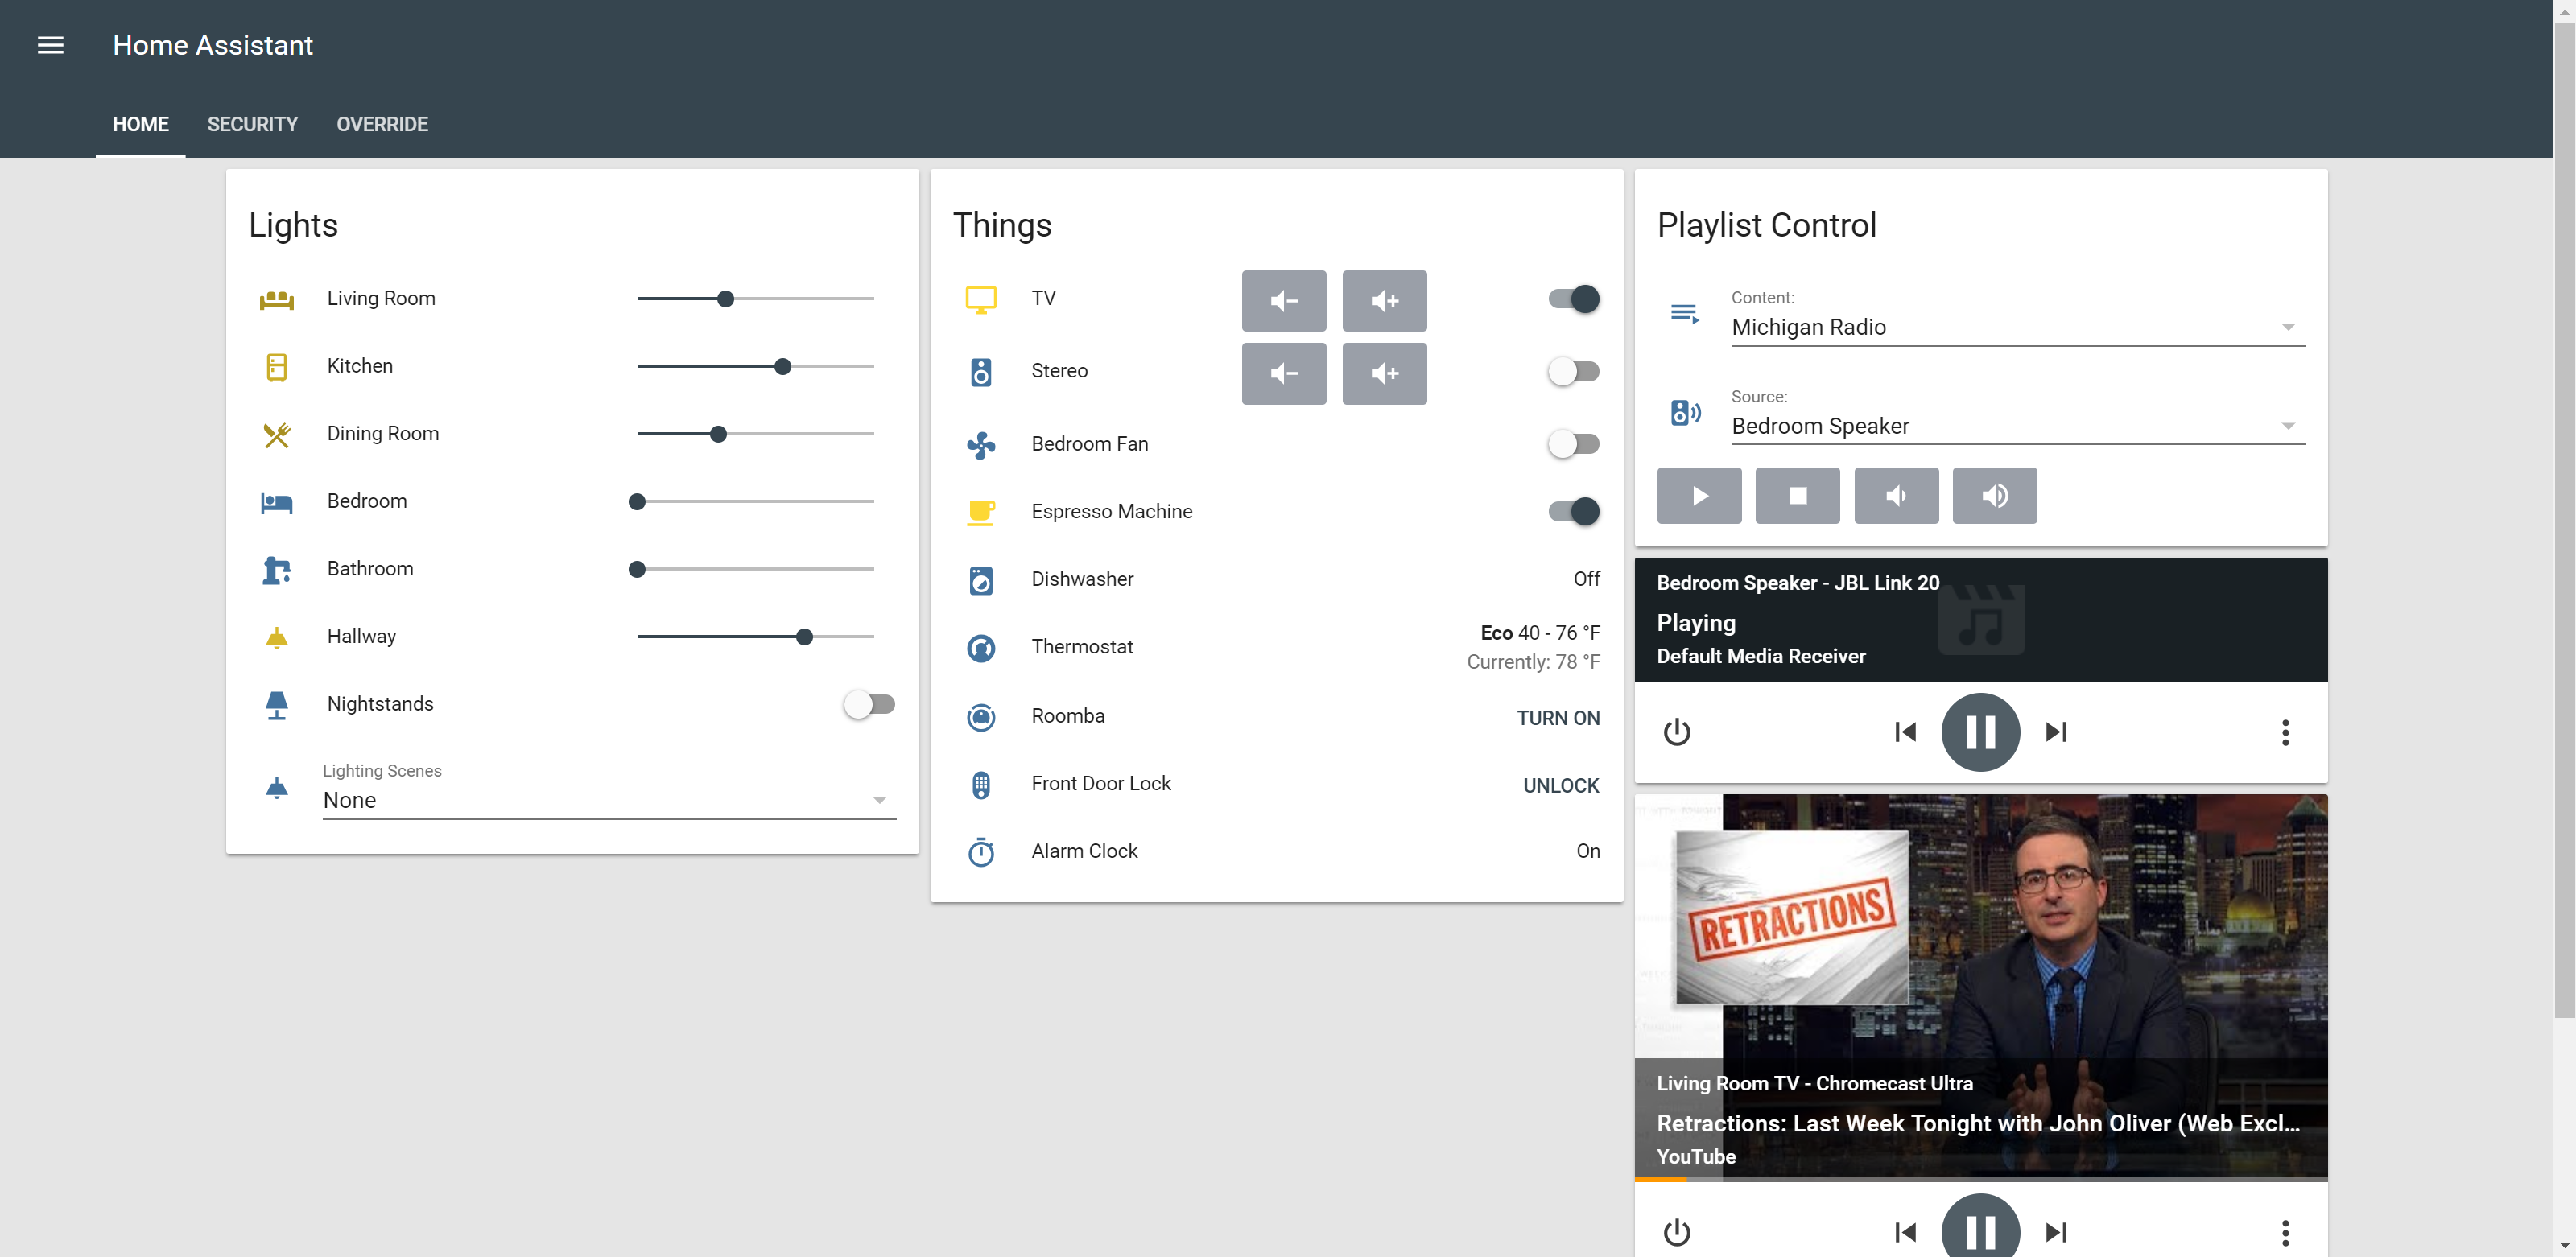 Home Assistant
HOME SECURITY OVERRIDE
Lights
Living Room
Kitchen
Dining Room
Bedroom
Bathroom
Hallway
Nightstands
Lighting Scenes
None
Things
TV
Stereo
Bedroom Fan
Espresso Machine
Dishwasher Off
Thermostat Eco 40 - 76 °F
Currently: 78 °F
Roomba TURN ON
Front Door Lock UNLOCK
Alarm Clock On
Playlist Control
Content:
Michigan Radio
Source:
Bedroom Speaker
Bedroom Speaker - JBL Link 20
Playing
Default Media Receiver
RETRACTIONS
Living Room TV - Chromecast Ultra
Retractions: Last Week Tonight with John Oliver (Web Excl...
YouTube